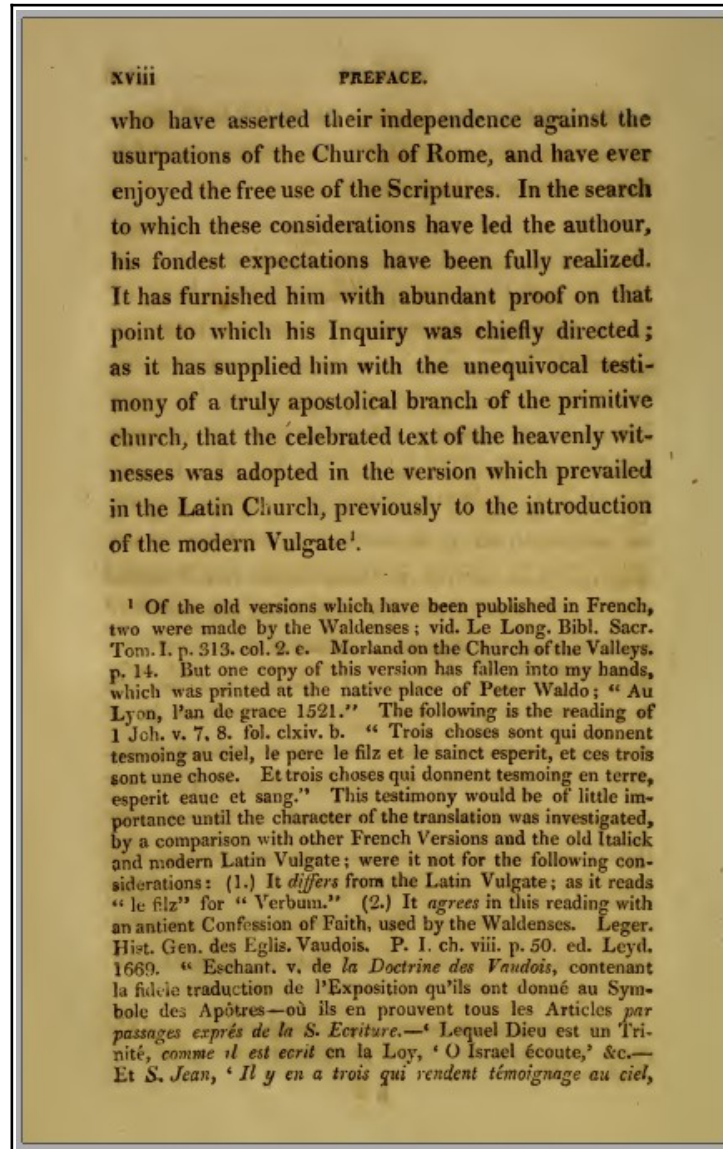 xviii PREFACE.
who have asserted their independence against the
usurpations of the Church of Rome, and have ever
enjoyed the free use of the Scriptures. In the search
to which these considerations have led the authour,
his fondest expectations have been fully realized.
It has furnished him with abundant proof on that
point to which his Inquiry was chiefly directed;
as it has supplied him with the unequivocal testi-
mony of a truly apostolical branch of the primitive
church, that the celebrated text of the heavenly wit-
nesses was adopted in the version which prevailed
in the Latin Church, previously to the introduction
of the modern Vulgate¹.
¹ Of the old versions which have been published in French,
two were made by the Waldenses; vid. Le Long. Bibl. Sacr.
Tom. I. p. 313. col. 2. e. Morland on the Church of the Valleys.
p. 14. But one copy of this version has fallen into my hands,
which was printed at the native place of Peter Waldo; “ Au
Lyon, l’an de grace 1521.” The following is the reading of
1 Joh. v. 7, 8. fol. clxiv. b. “ Trois choses sont qui donnent
tesmoing au ciel, le pere le filz et le sainct esperit, et ces trois
sont une chose. Et trois choses qui donnent tesmoing en terre,
esperit eaue et sang.” This testimony would be of little im-
portance until the character of the translation was investigated,
by a comparison with other French Versions and the old Italick
and modern Latin Vulgate; were it not for the following con-
siderations: (1.) It differs from the Latin Vulgate; as it reads
“ le filz” for “ Verbum.” (2.) It agrees in this reading with
an antient Confession of Faith, used by the Waldenses. Leger.
Hist. Gen. des Eglis. Vaudois. P. I. ch. viii. p. 50. ed. Leyd.
1669. “ Eschant. v. de la Doctrine des Vaudois, contenant
la fidele traduction de l’Exposition qu’ils ont donné au Sym-
bole des Apôtres—où ils en prouvent tous les Articles par
passages exprés de la S. Ecriture.—‘ Lequel Dieu est un Tri-
nité, comme il est ecrit en la Loy, ‘ O Israel écoute,’ &c.—
Et S. Jean, ‘ Il y en a trois qui rendent témoignage au ciel,